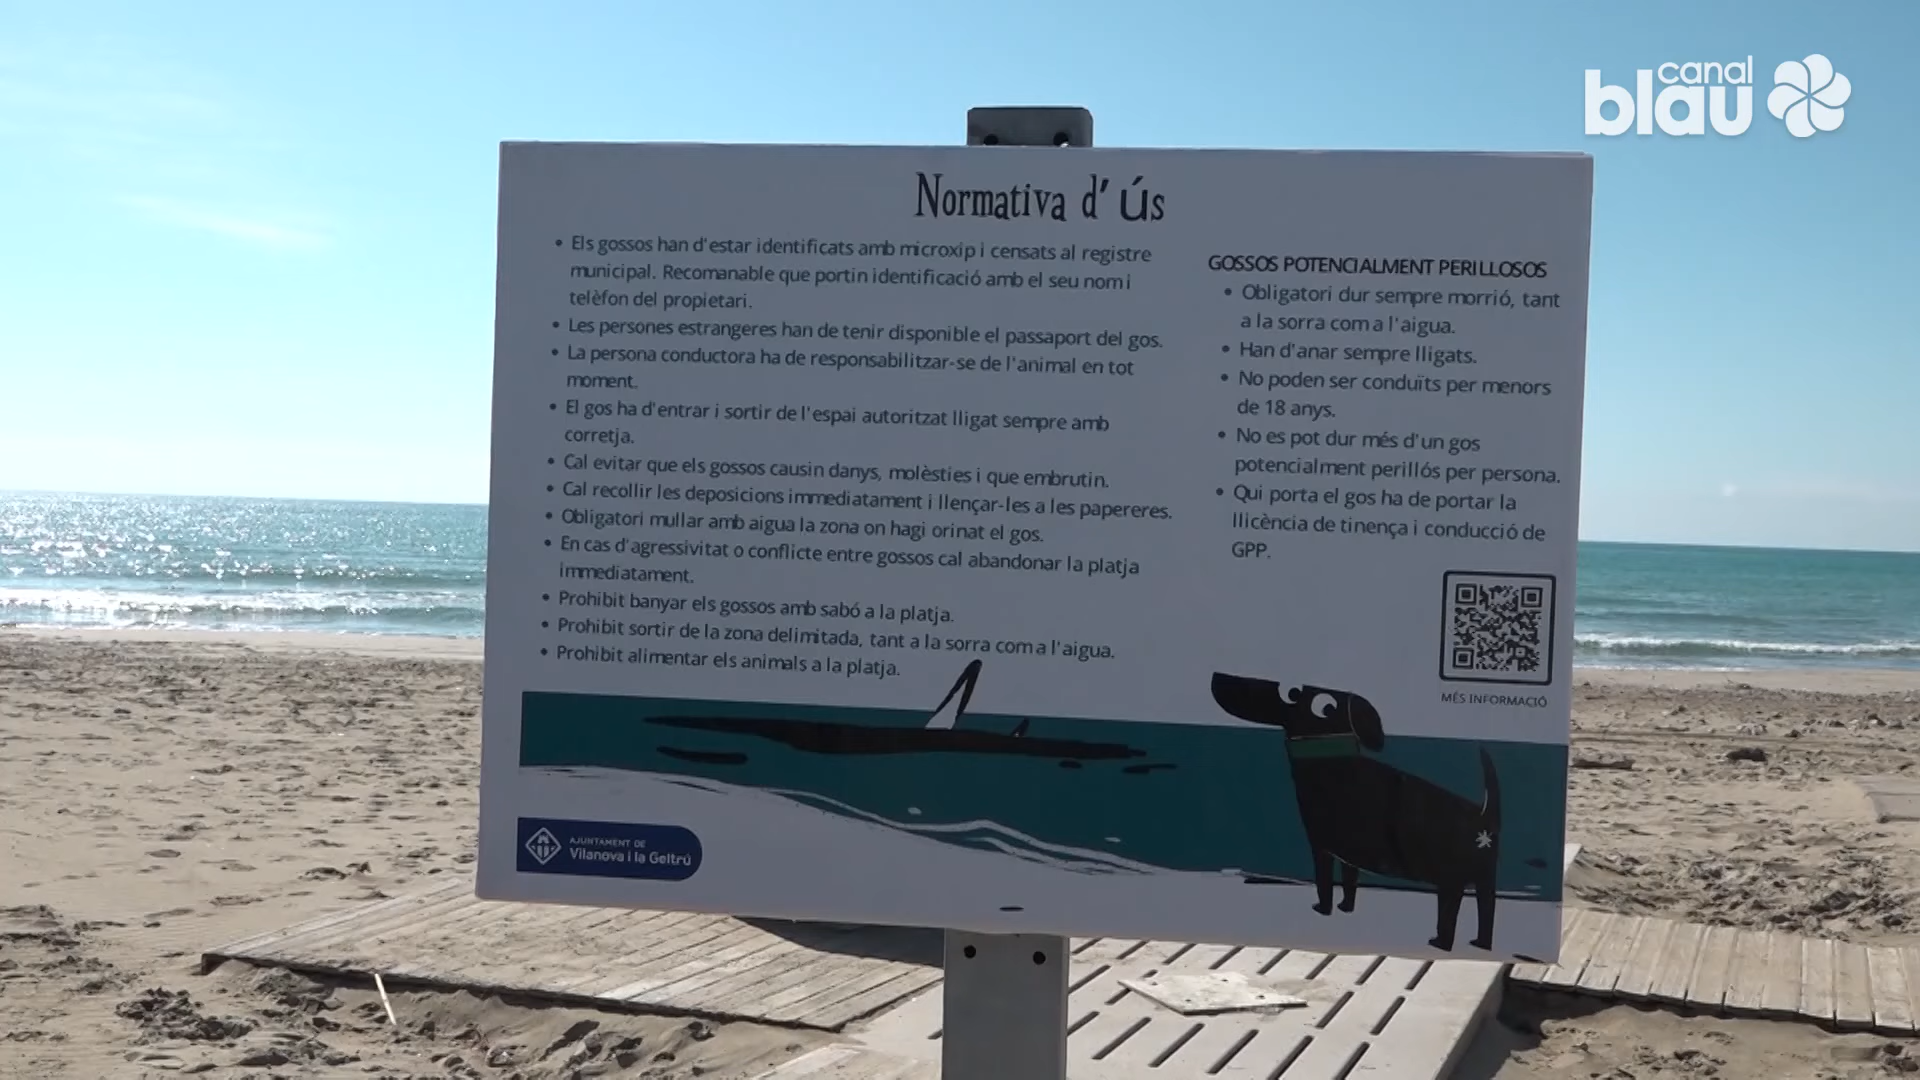 canal
blau
Normativa d' ús
• Els gossos han d'estar identificats amb microxip i censats al registre
municipal. Recomanable que portin identificació amb el seu nom i
telèfon del propietari.
• Les persones estrangeres han de tenir disponible el passaport del gos.
• La persona conductora ha de responsabilitzar-se de l'animal en tot
moment.
• El gos ha d'entrar i sortir de l'espai autoritzat lligat sempre amb
corretja.
• Cal evitar que els gossos causin danys, molèsties i que embrutin.
• Cal recollir les deposicions immediatament i llençar-les a les papereres.
• Obligatori mullar amb aigua la zona on hagi orinat el gos.
• En cas d'agressivitat o conflicte entre gossos cal abandonar la platja
immediatament.
• Prohibit banyar els gossos amb sabó a la platja.
• Prohibit sortir de la zona delimitada, tant a la sorra com a l'aigua.
• Prohibit alimentar els animals a la platja.
GOSSOS POTENCIALMENT PERILLOSOS
• Obligatori dur sempre morrió, tant
a la sorra com a l'aigua.
• Han d'anar sempre lligats.
• No poden ser conduïts per menors
de 18 anys.
• No es pot dur més d'un gos
potencialment perillós per persona.
• Qui porta el gos ha de portar la
llicència de tinença i conducció de
GPP.
MÉS INFORMACIÓ
AJUNTAMENT DE
Vilanova i la Geltrú